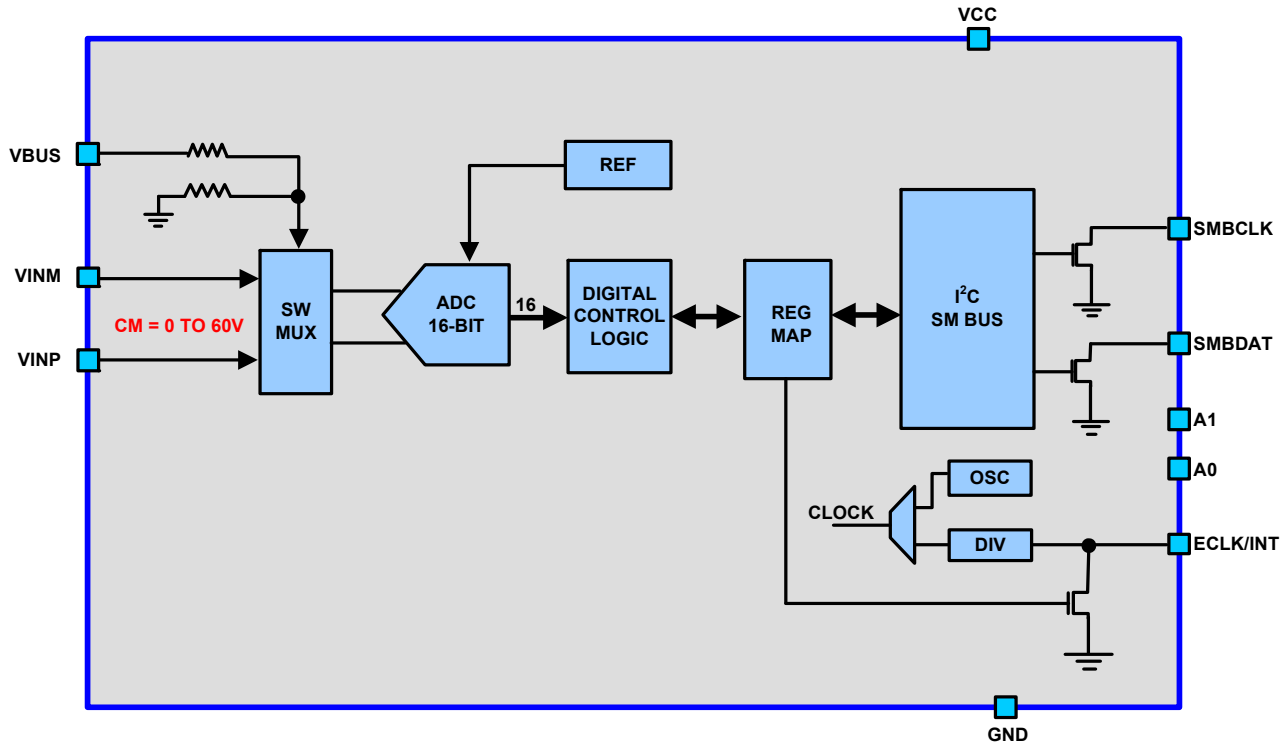 VCC
VBUS
REF
SMBCLK
VINM
SW
MUX
ADC
16-BIT
16
DIGITAL
CONTROL
LOGIC
REG
MAP
I²C
SM BUS
CM = 0 TO 60V
VINP
SMBDAT
A1
A0
OSC
CLOCK
DIV
ECLK/INT
GND